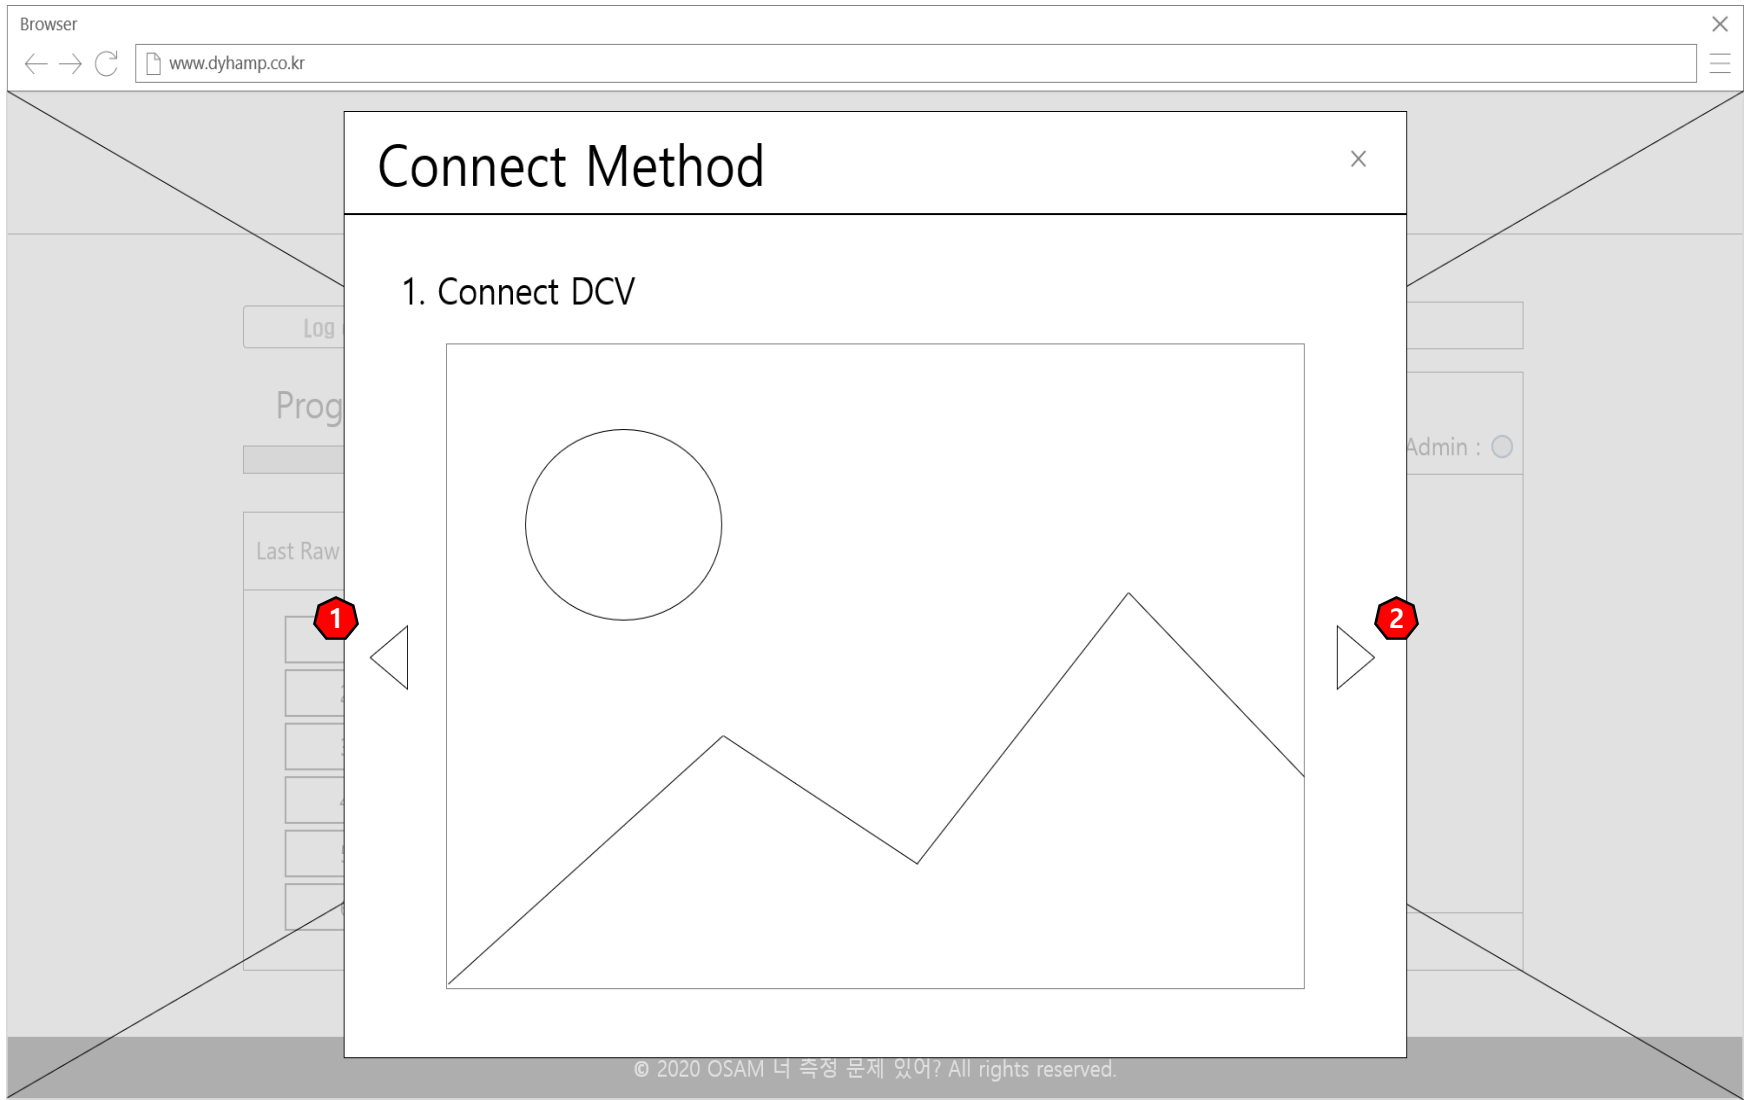 Browser
www.dyhamp.co.kr
Connect Method
1. Connect DCV
Log
Prog
Admin :
Last Raw
1
2
© 2020 OSAM 너 측정 문제 있어? All rights reserved.